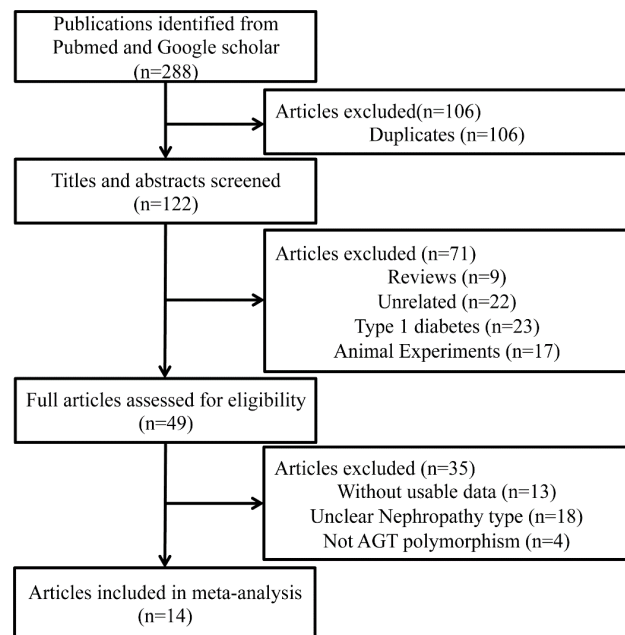 Publications identified from
Pubmed and Google scholar
(n=288)
Articles excluded(n=106)
Duplicates (n=106)
Titles and abstracts screened
(n=122)
Articles excluded (n=71)
Reviews (n=9)
Unrelated (n=22)
Type 1 diabetes (n=23)
Animal Experiments (n=17)
Full articles assessed for eligibility
(n=49)
Articles excluded (n=35)
Without usable data (n=13)
Unclear Nephropathy type (n=18)
Not AGT polymorphism (n=4)
Articles included in meta-analysis
(n=14)